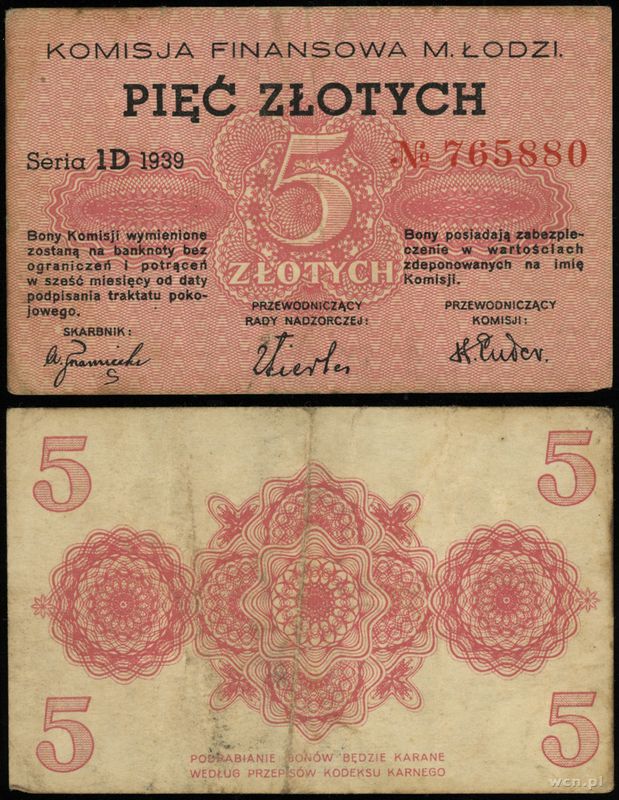 KOMISJA FINANSOWA M. ŁODZI.
PIĘĆ ZŁOTYCH
Seria 1D 1939
№ 765880
5
ZŁOTYCH
Bony Komisji wymienione
zostaną na banknoty bez
ograniczeń i potrąceń
w sześć miesięcy od daty
podpisania traktatu poko-
jowego.
Bony posiadają zabezpie-
czenie w wartościach
zdeponowanych na imię
Komisji.
SKARBNIK:
PRZEWODNICZĄCY
RADY NADZORCZEJ:
PRZEWODNICZĄCY
KOMISJI:
5
5
5
5
PODRABIANIE BONÓW BĘDZIE KARANE
WEDŁUG PRZEPISÓW KODEKSU KARNEGO
wcn.pl